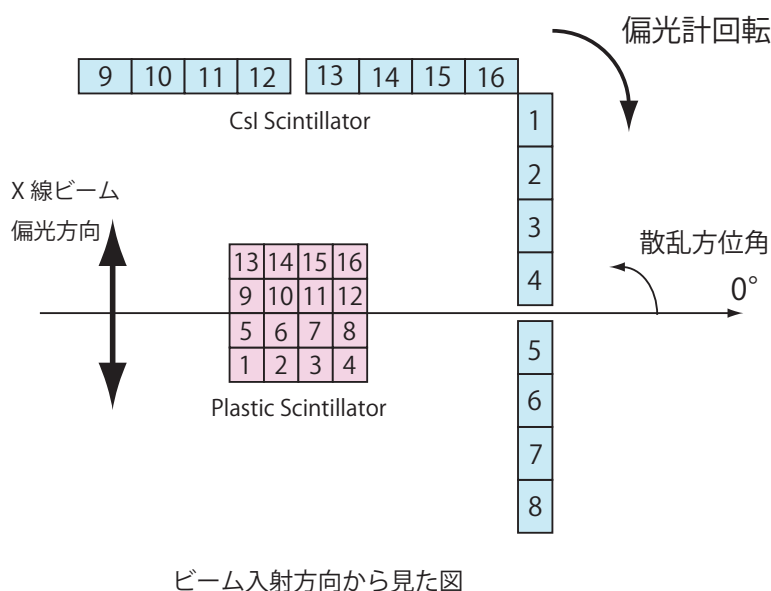 偏光計回転
9 10 11 12 13 14 15 16
CsI Scintillator
1
2
3
4
X 線ビーム
偏光方向
散乱方位角
0°
13 14 15 16
9 10 11 12
5 6 7 8
1 2 3 4
Plastic Scintillator
5
6
7
8
ビーム入射方向から見た図